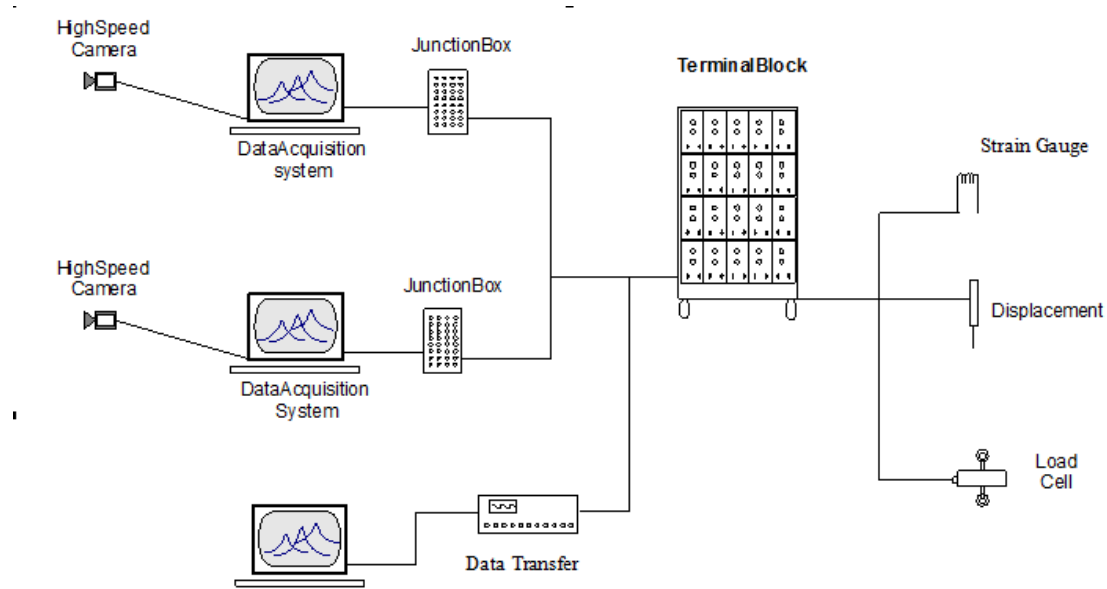 HighSpeed
Camera
JunctionBox
TerminalBlock
DataAcquisition
system
Strain Gauge
HighSpeed
Camera
JunctionBox
Displacement
DataAcquisition
System
Load
Cell
Data Transfer